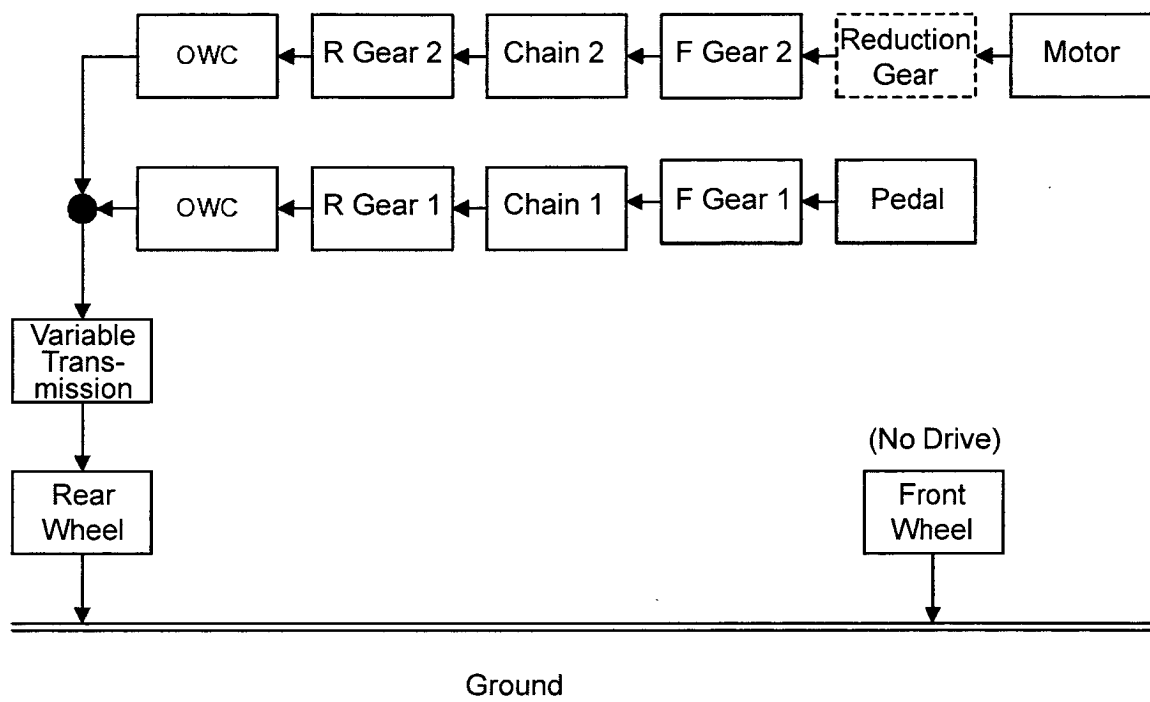 OWC
R Gear 2
Chain 2
F Gear 2
Reduction
Gear
Motor
OWC
R Gear 1
Chain 1
F Gear 1
Pedal
Variable
Trans-
mission
(No Drive)
Rear
Wheel
Front
Wheel
Ground